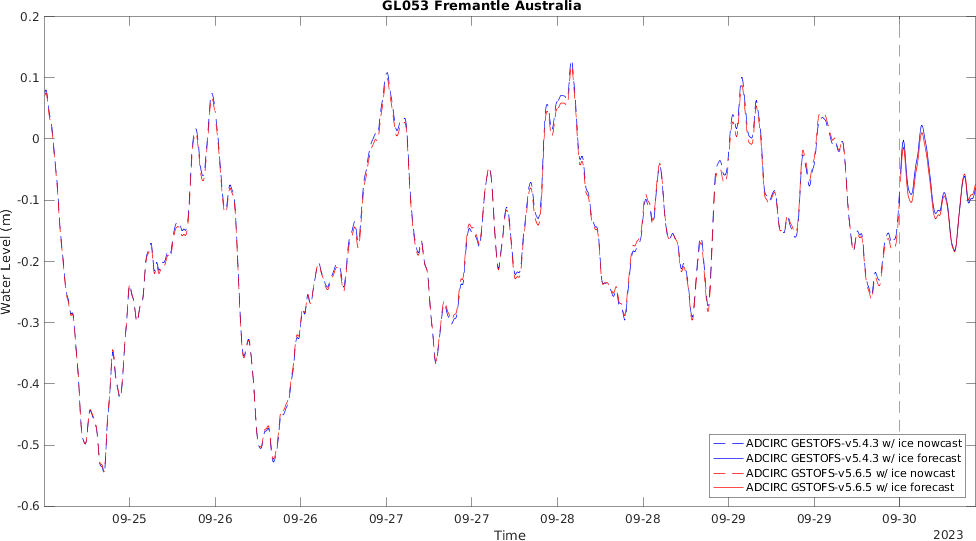 GL053 Fremantle Australia
0.2
0.1
0
-0.1
-0.2
-0.3
-0.4
-0.5
-0.6
Water Level (m)
ADCIRC GESTOFS-v5.4.3 w/ ice nowcast
ADCIRC GESTOFS-v5.4.3 w/ ice forecast
ADCIRC GSTOFS-v5.6.5 w/ ice nowcast
ADCIRC GSTOFS-v5.6.5 w/ ice forecast
09-25 09-26 09-26 09-27 09-27 09-28 09-28 09-29 09-29 09-30
Time
2023